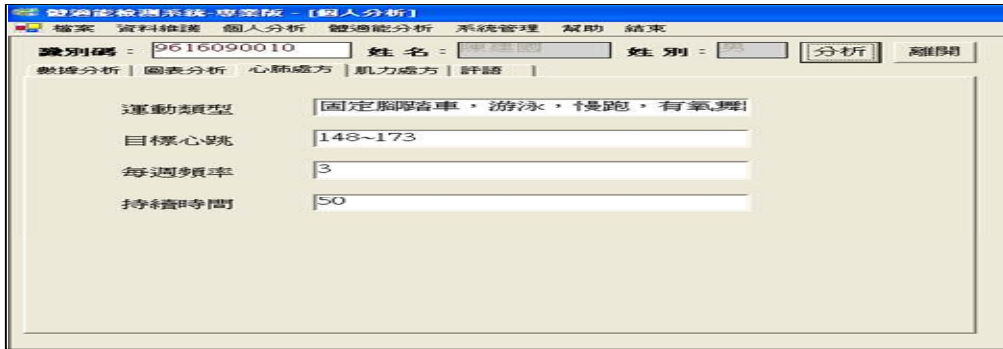 體適能檢測系統-專業版 - [個人分析]
檔案 資料維護 個人分析 體適能分析 系統管理 幫助 結束
識別碼： 9616090010 姓 名： 陳建國 姓 別： 男 分析 離開
數據分析 圖表分析 心肺處方 肌力處方 評語
運動類型 固定腳踏車，游泳，慢跑，有氧舞
目標心跳 148~173
每週頻率 3
持續時間 50